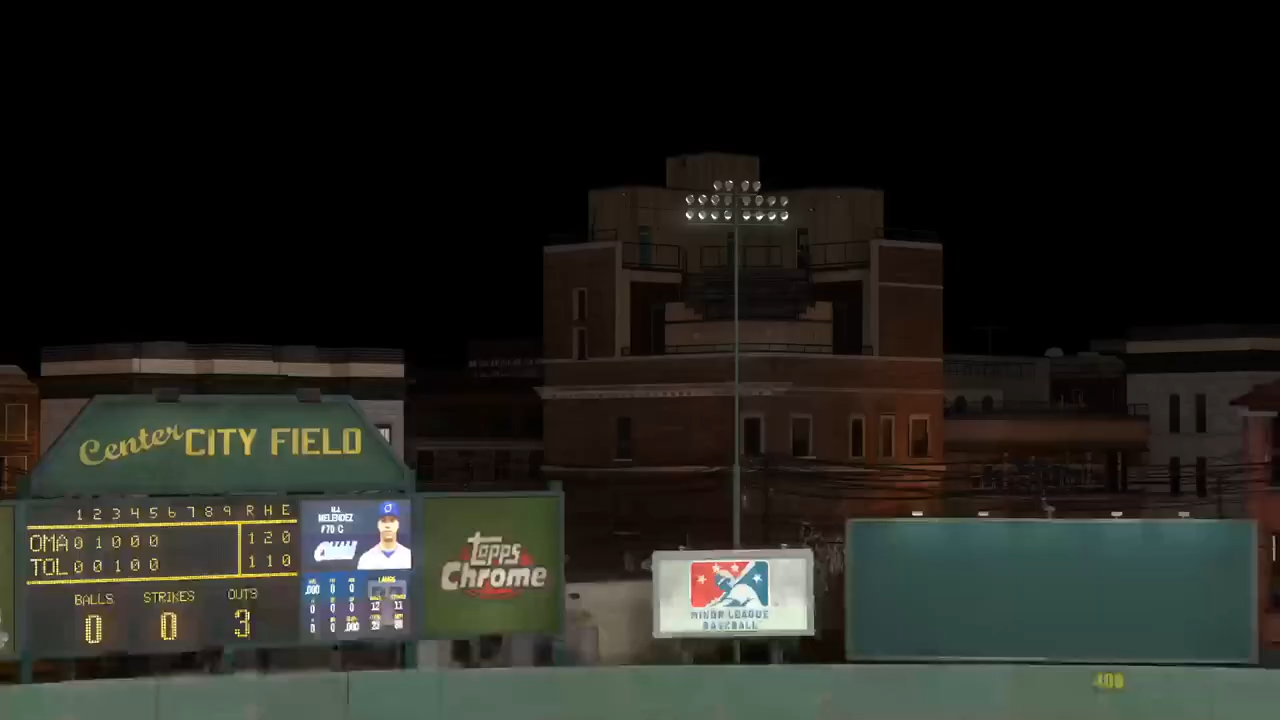 Center CITY FIELD
1 2 3 4 5 6 7 8 9 R H E
OMA 0 1 0 0 0 1 2 0
TOL 0 0 1 0 0 1 1 0
BALLS STRIKES OUTS
0 0 3
M.J.
MELENDEZ
#70 C
Topps
Chrome
MINOR LEAGUE
BASEBALL
400